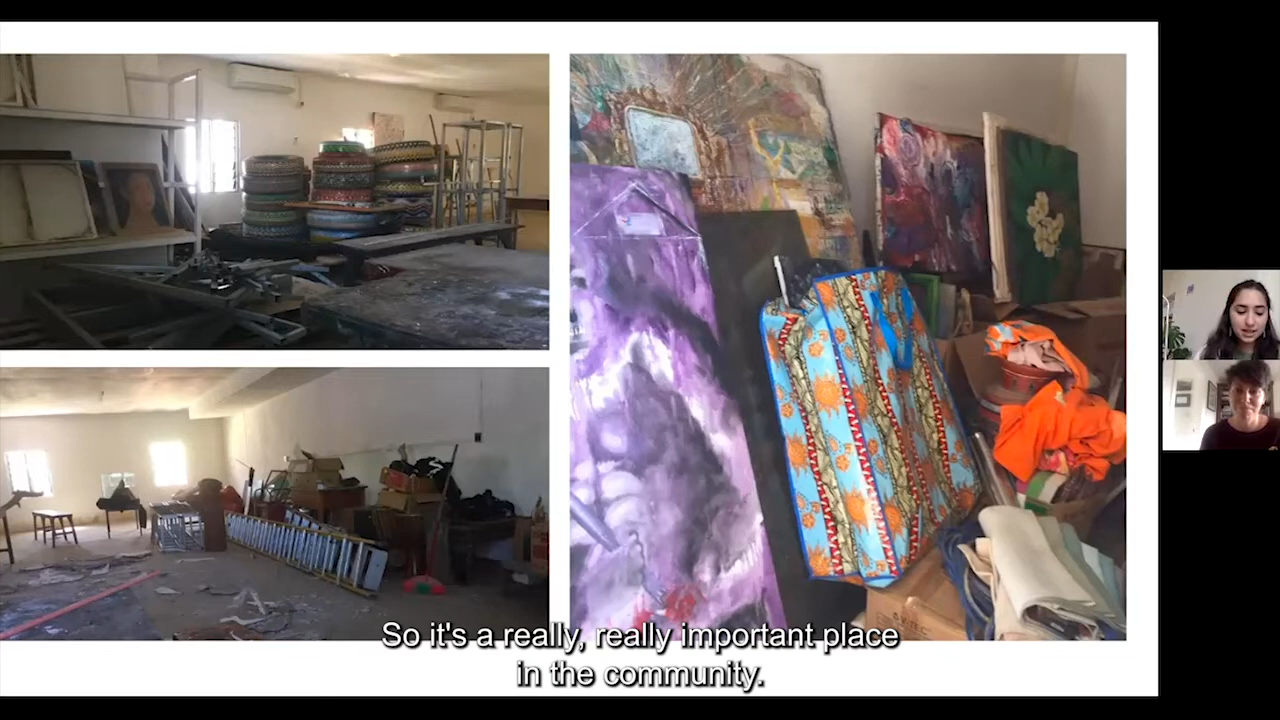 So it's a really, really important place
in the community.